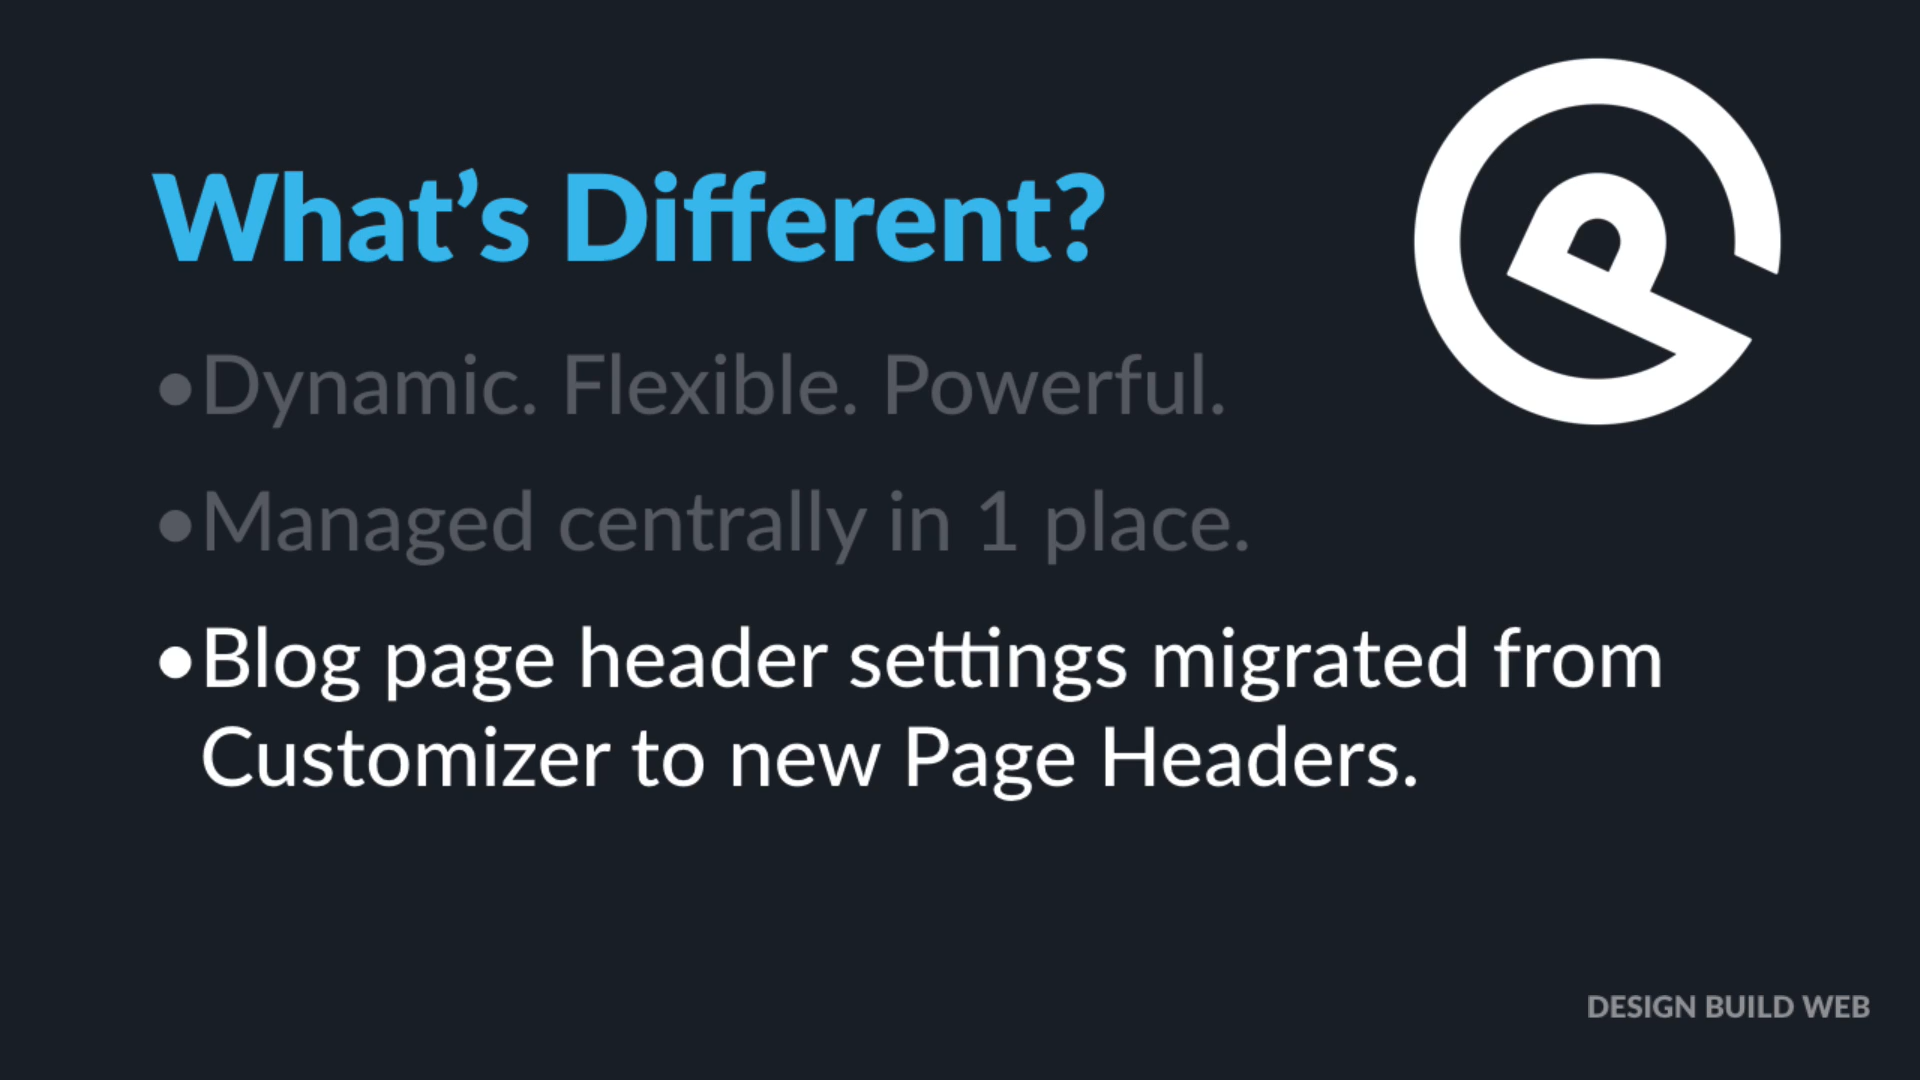 What’s Different?
•Dynamic. Flexible. Powerful.
•Managed centrally in 1 place.
•Blog page header settings migrated from
Customizer to new Page Headers.
DESIGN BUILD WEB